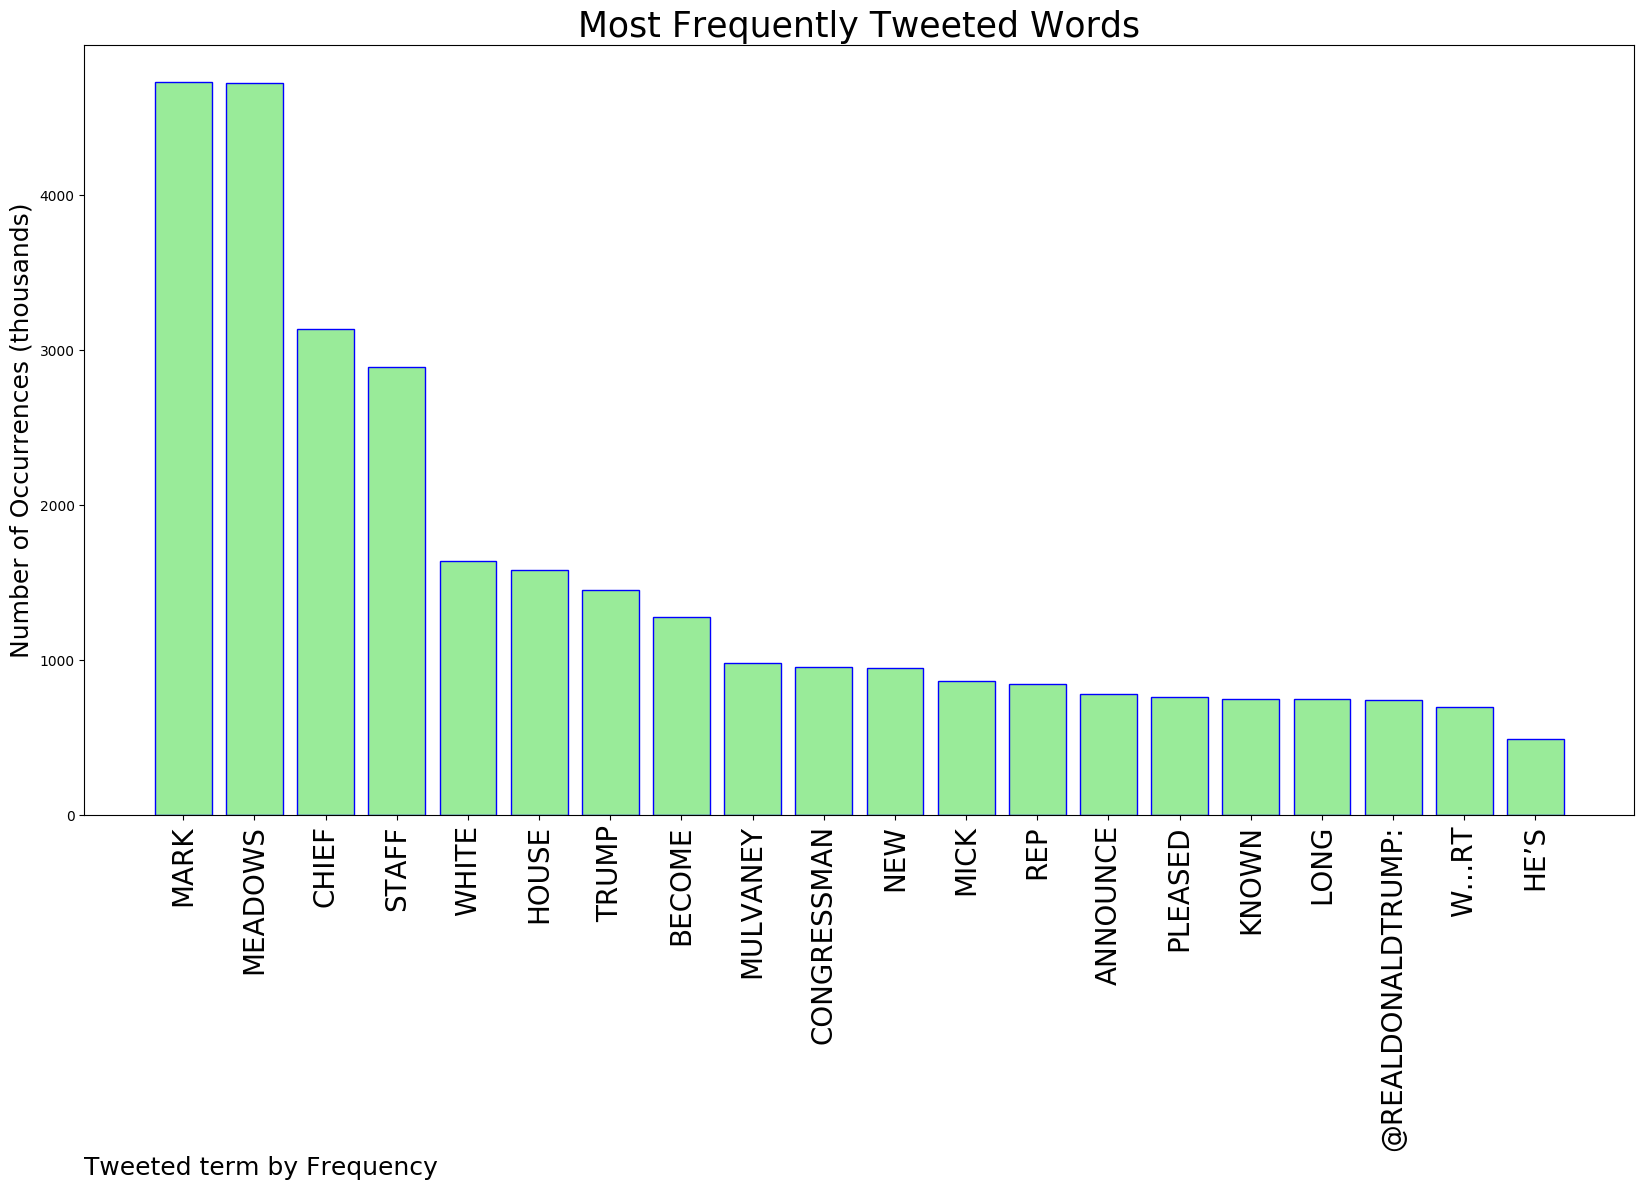 Most Frequently Tweeted Words
Number of Occurrences (thousands)
4000
3000
2000
1000
0
MARK
MEADOWS
CHIEF
STAFF
WHITE
HOUSE
TRUMP
BECOME
MULVANEY
CONGRESSMAN
NEW
MICK
REP
ANNOUNCE
PLEASED
KNOWN
LONG
@REALDONALDTRUMP:
W…RT
HE’S
Tweeted term by Frequency